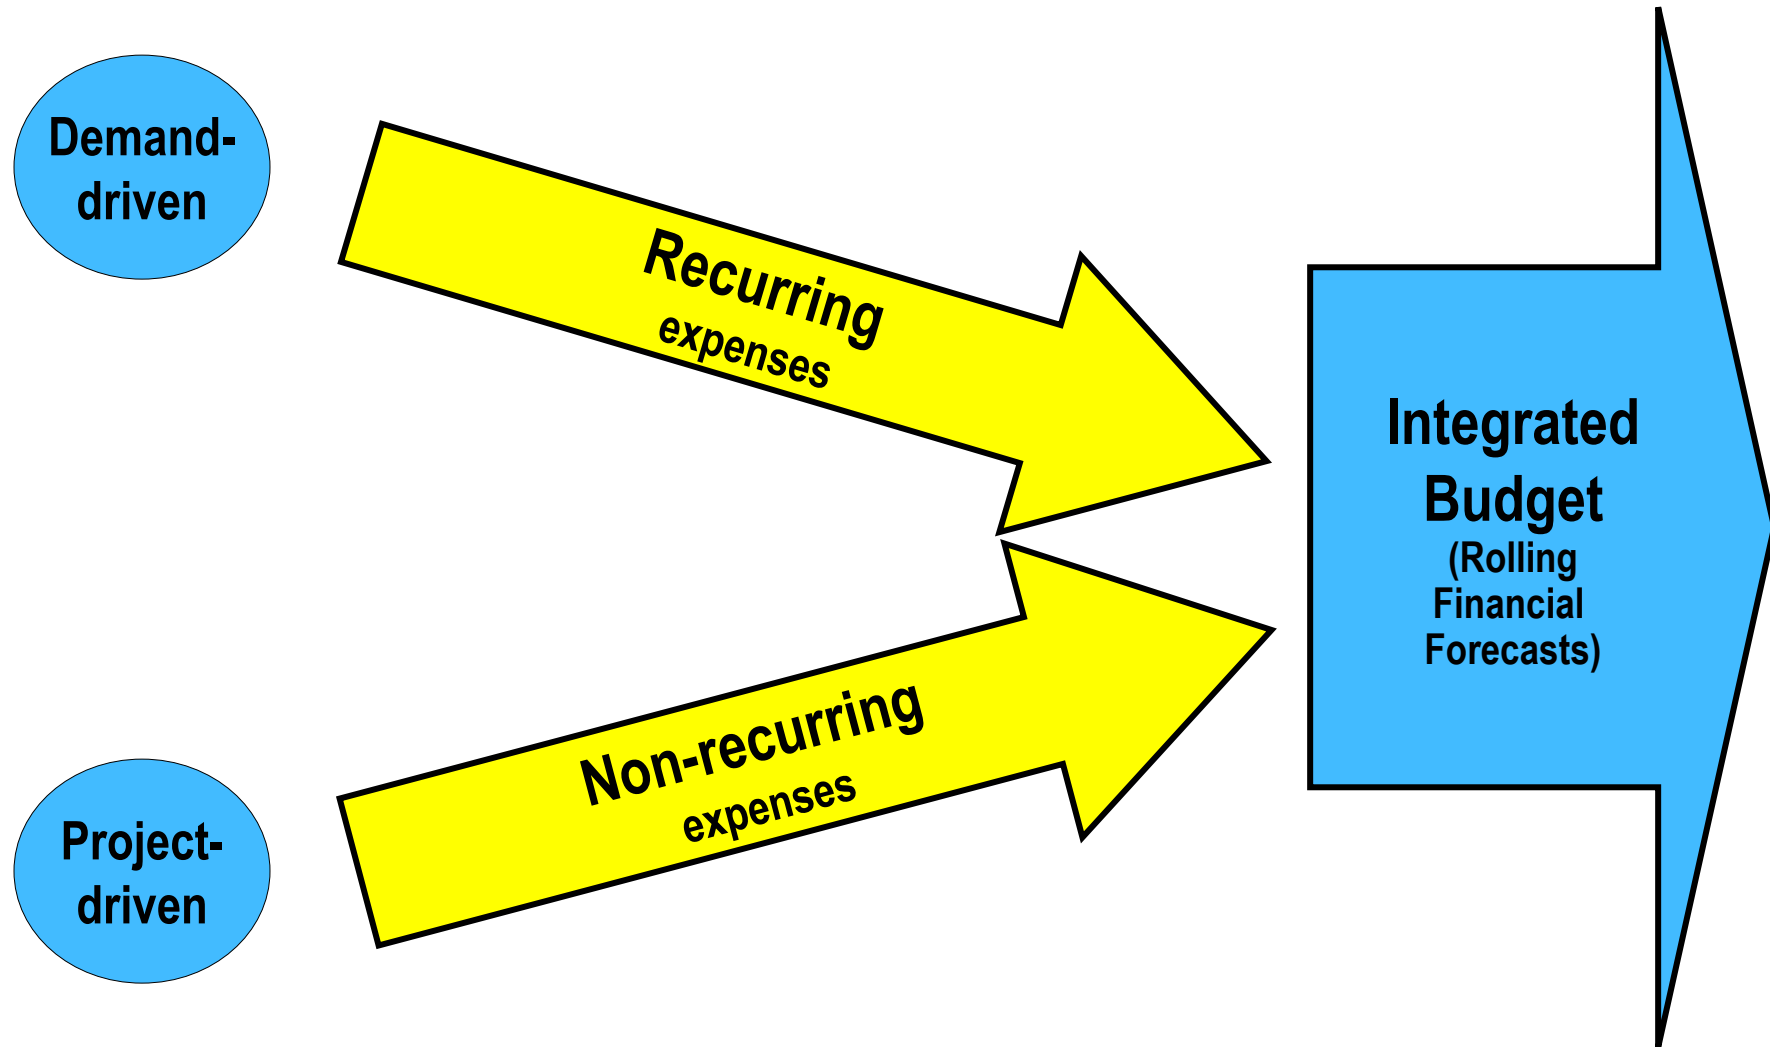 Demand-
driven
Recurring
expenses
Integrated
Budget
(Rolling
Financial
Forecasts)
Non-recurring
expenses
Project-
driven